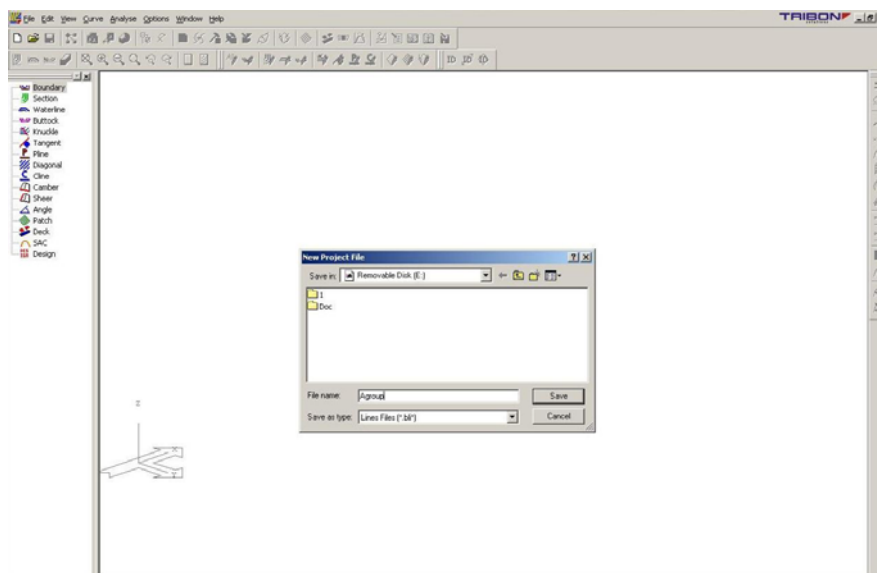 File Edit View Curve Analyse Options Window Help
TRIBON
Boundary
Section
Waterline
Buttock
Knuckle
Tangent
Pline
Diagonal
Cline
Camber
Sheer
Angle
Patch
Deck
SAC
Design
New Project File
Save in: Removable Disk (E:)
1
Doc
File name: Agroup Save
Save as type: Lines Files (*.bli*) Cancel
Z
X
Y